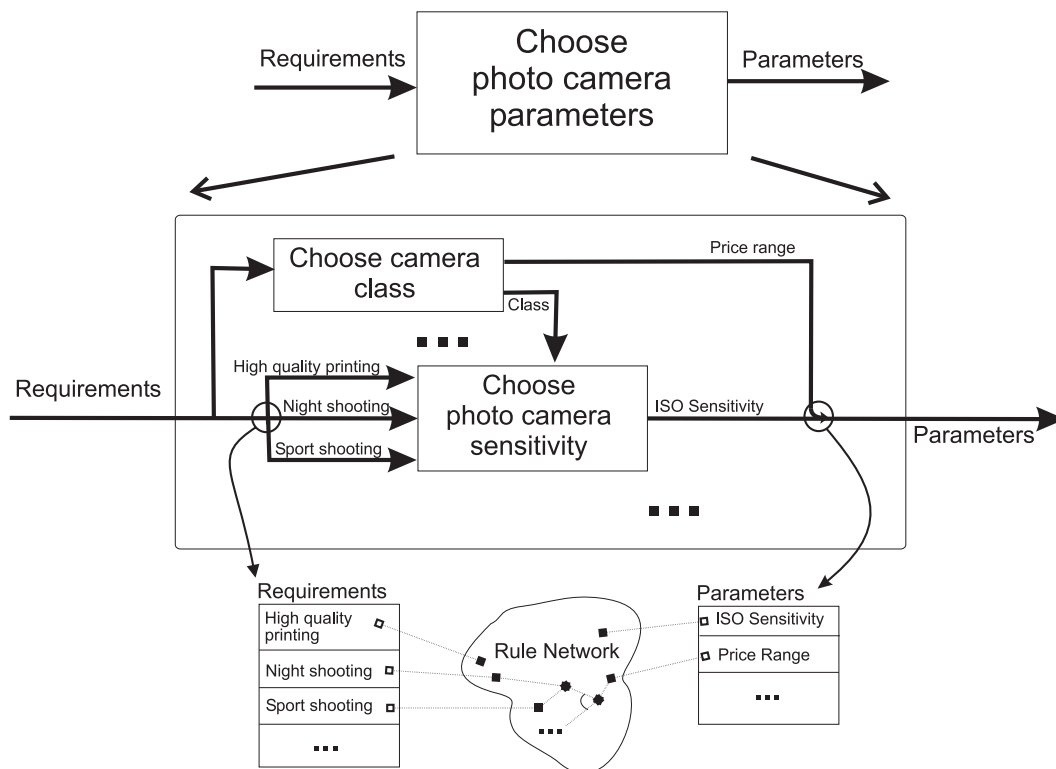 Requirements
Choose
photo camera
parameters
Parameters
Choose camera
class
Price range
Class
High quality printing
Requirements
Night shooting
Sport shooting
Choose
photo camera
sensitivity
ISO Sensitivity
Parameters
Requirements
High quality
printing
Night shooting
Sport shooting
Rule Network
Parameters
ISO Sensitivity
Price Range